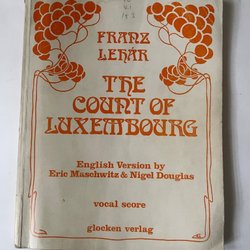 FRANZ
LEHÁR
THE
COUNT OF
LUXEMBOURG
English Version by
Eric Maschwitz & Nigel Douglas
vocal score
glocken verlag